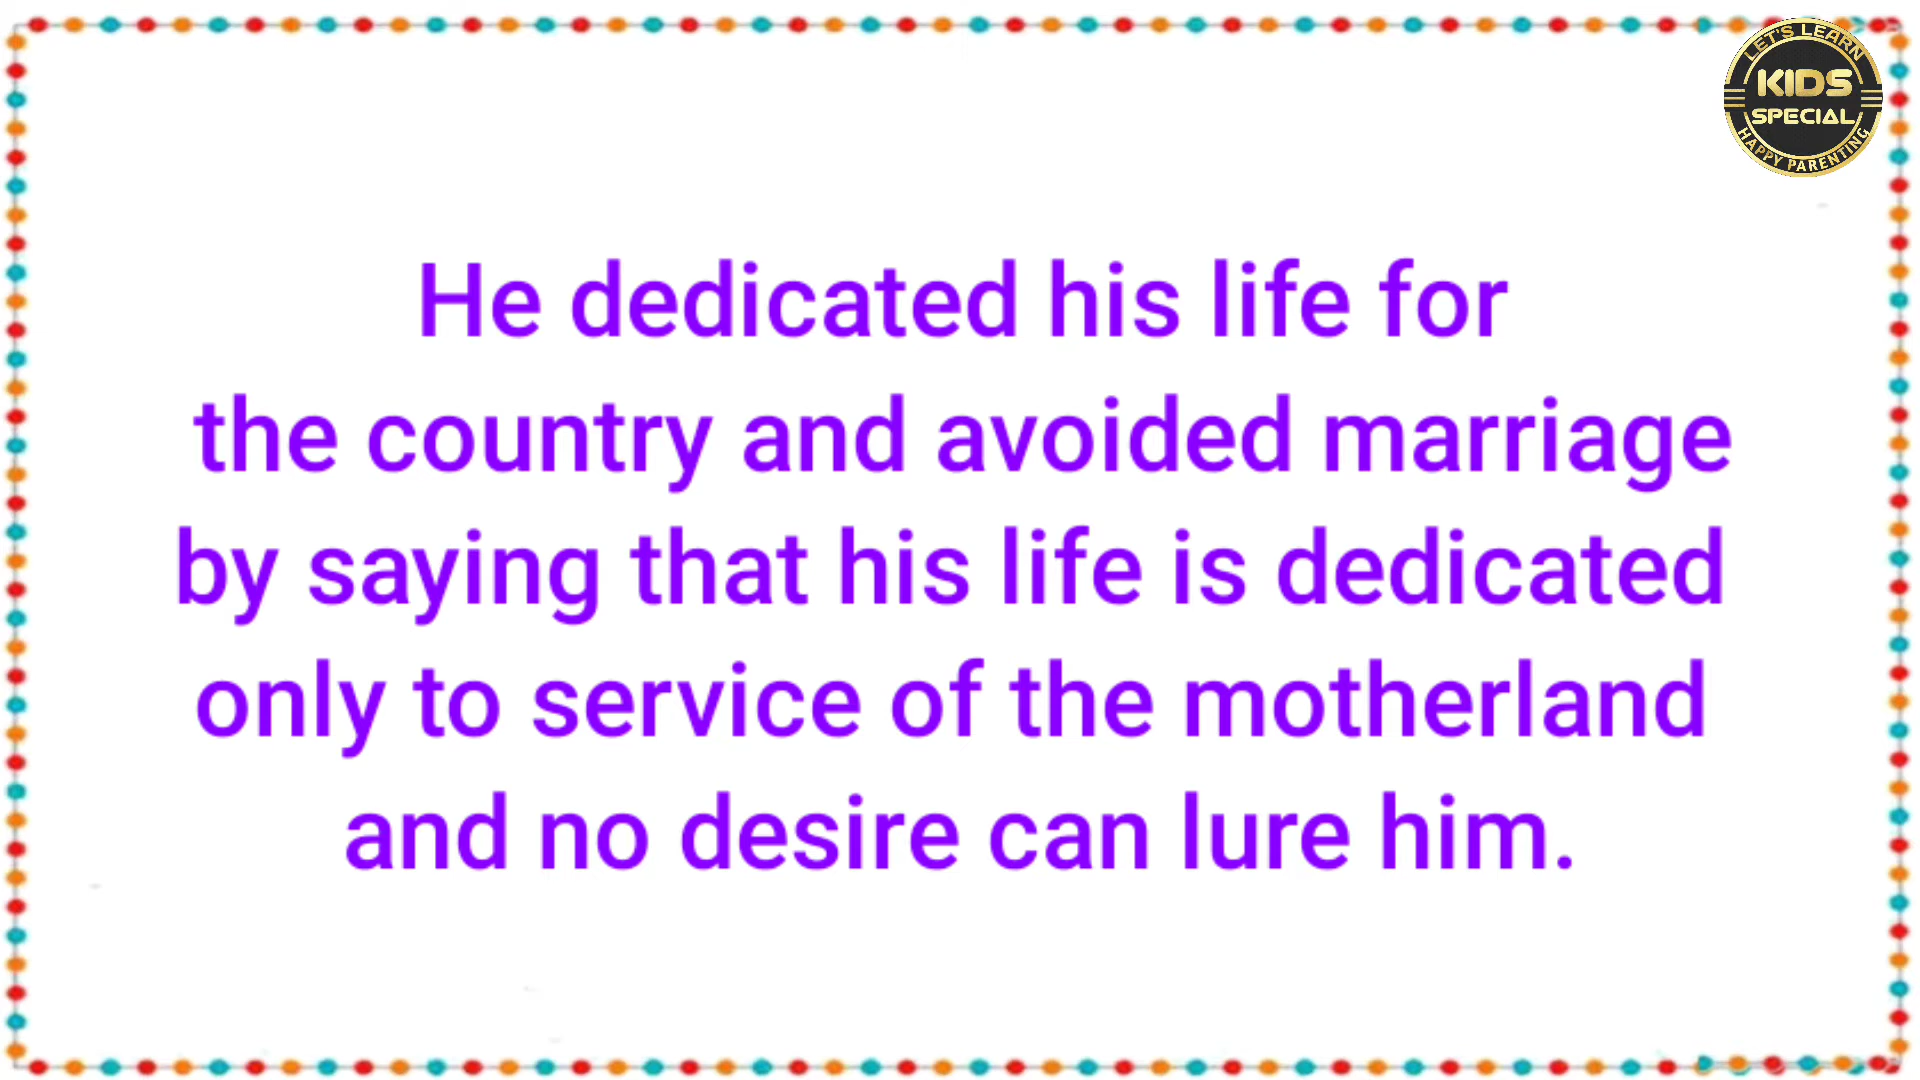 LET'S LEARN
KIDS
SPECIAL
HAPPY PARENTING
He dedicated his life for
the country and avoided marriage
by saying that his life is dedicated
only to service of the motherland
and no desire can lure him.